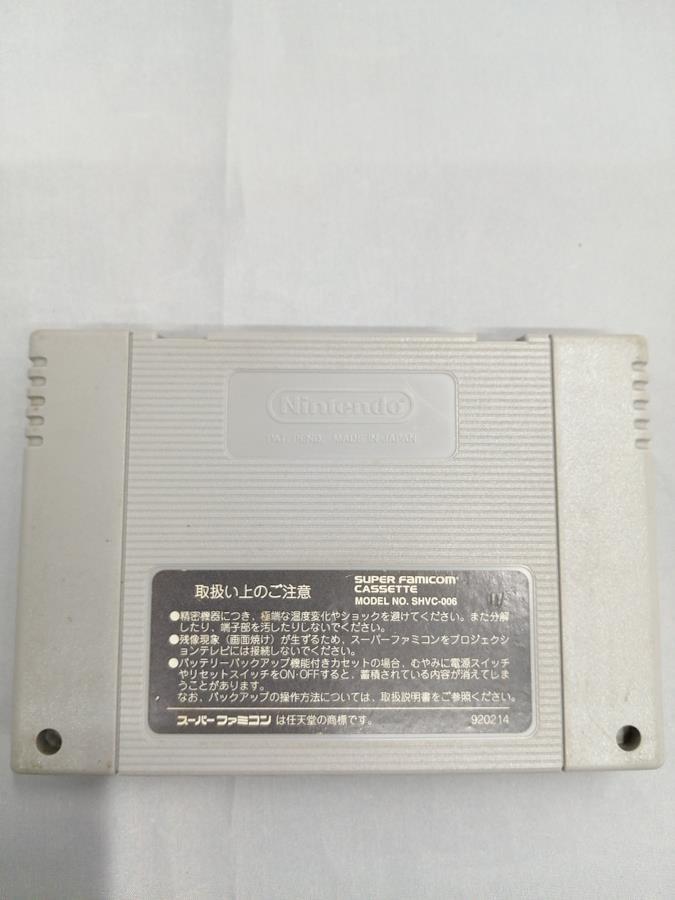 Nintendo
PAT. PEND. MADE IN JAPAN
取扱い上のご注意
SUPER FAMICOM
CASSETTE
MODEL NO. SHVC-006
●精密機器につき、極端な温度変化やショックを避けてください。また分解
したり、端子部を汚したりしないでください。
●残像現象（画面焼け）が生ずるため、スーパーファミコンをプロジェクシ
ョンテレビには接続しないでください。
●バッテリーバックアップ機能付きカセットの場合、むやみに電源スイッチ
やリセットスイッチをON・OFFすると、蓄積されている内容が消えてしま
うことがあります。
なお、バックアップの操作方法については、取扱説明書をご参照ください。
スーパーファミコン は任天堂の商標です。
920214